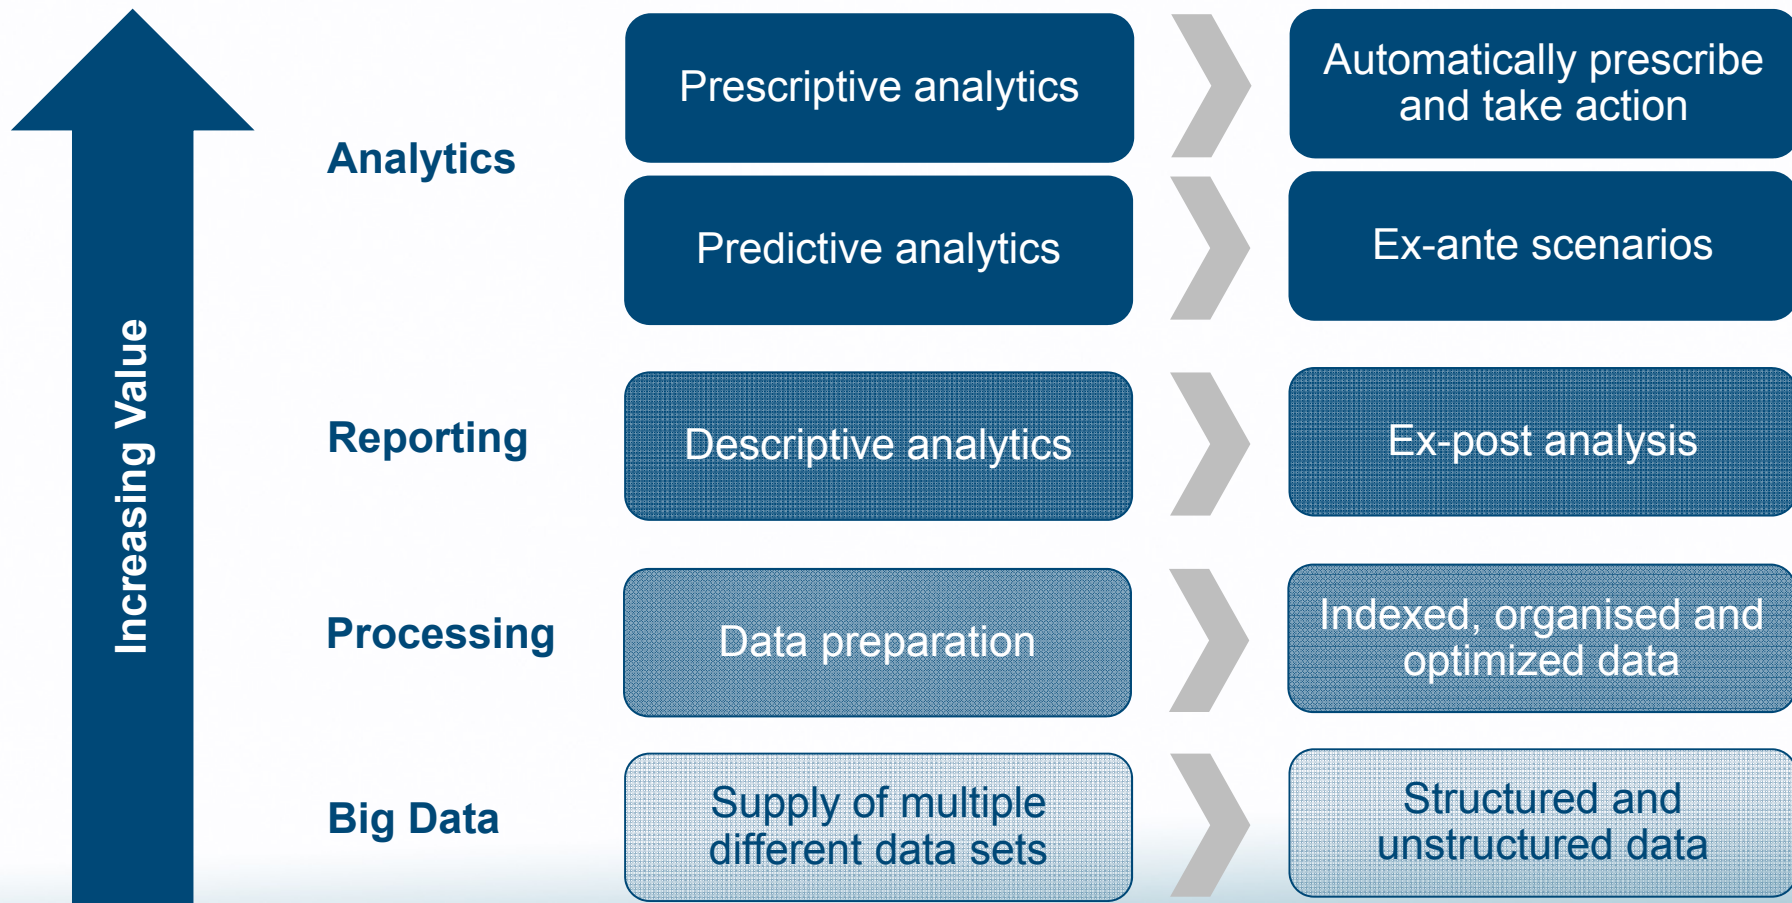 Increasing Value
Analytics
Prescriptive analytics
Automatically prescribe
and take action
Predictive analytics
Ex-ante scenarios
Reporting
Descriptive analytics
Ex-post analysis
Processing
Data preparation
Indexed, organised and
optimized data
Big Data
Supply of multiple
different data sets
Structured and
unstructured data